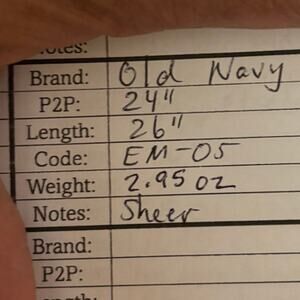 Notes:
Brand: Old Navy
P2P: 24"
Length: 26"
Code: EM-05
Weight: 2.95 oz
Notes: Sheer
Brand:
P2P:
Length: